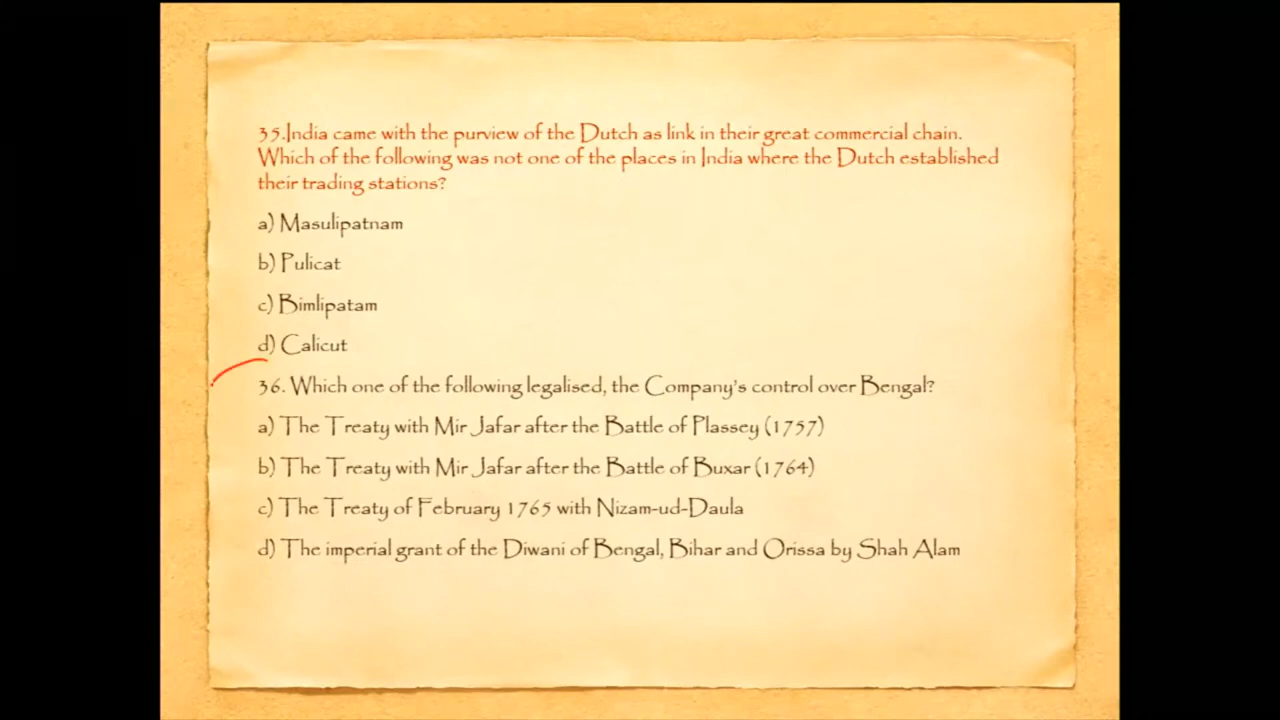 35.India came with the purview of the Dutch as link in their great commercial chain.
Which of the following was not one of the places in India where the Dutch established
their trading stations?
a) Masulipatnam
b) Pulicat
c) Bimlipatam
d) Calicut
36. Which one of the following legalised, the Company's control over Bengal?
a) The Treaty with Mir Jafar after the Battle of Plassey (1757)
b) The Treaty with Mir Jafar after the Battle of Buxar (1764)
c) The Treaty of February 1765 with Nizam-ud-Daula
d) The imperial grant of the Diwani of Bengal, Bihar and Orissa by Shah Alam